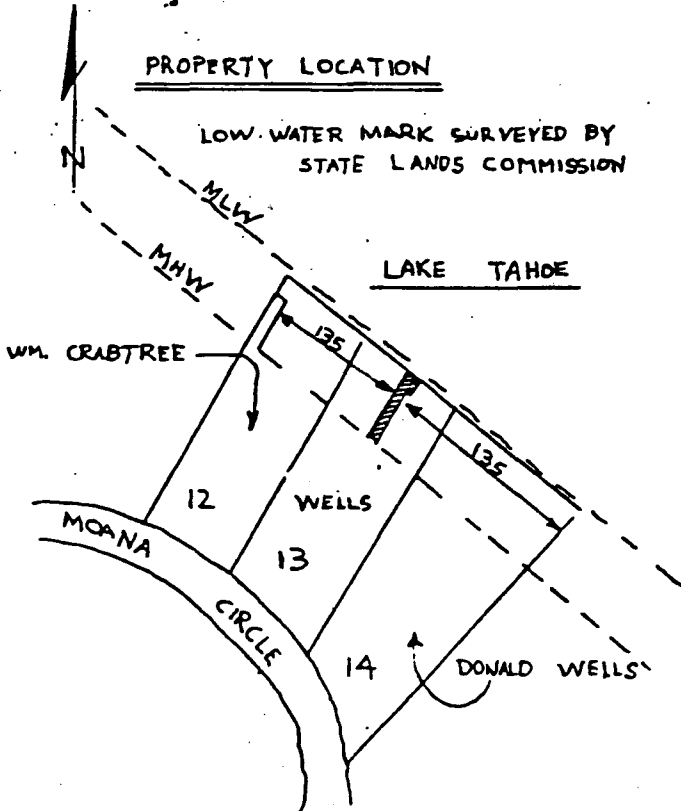 PROPERTY LOCATION
N
LOW WATER MARK SURVEYED BY
STATE LANDS COMMISSION
MLW
MHW
LAKE TAHOE
135
WM. CRABTREE
135
12
WELLS
13
MOANA
CIRCLE
14
DONALD WELLS